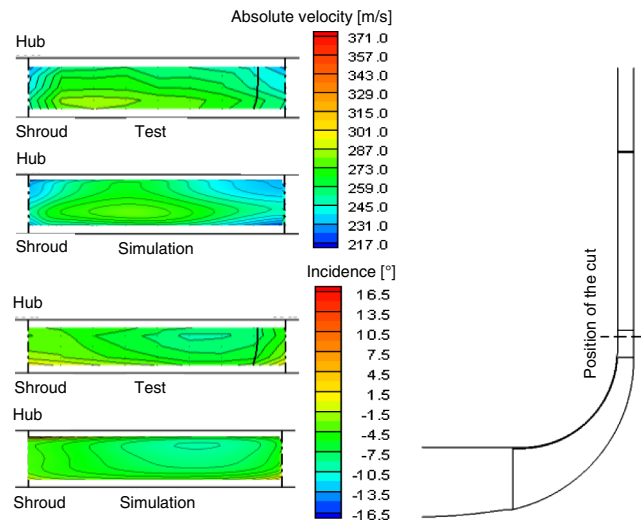 Absolute velocity [m/s]
Hub
Shroud Test
Hub
Shroud Simulation
371.0
357.0
343.0
329.0
315.0
301.0
287.0
273.0
259.0
245.0
231.0
217.0
Incidence [°]
Hub
Shroud Test
Hub
Shroud Simulation
16.5
13.5
10.5
7.5
4.5
1.5
-1.5
-4.5
-7.5
-10.5
-13.5
-16.5
Position of the cut